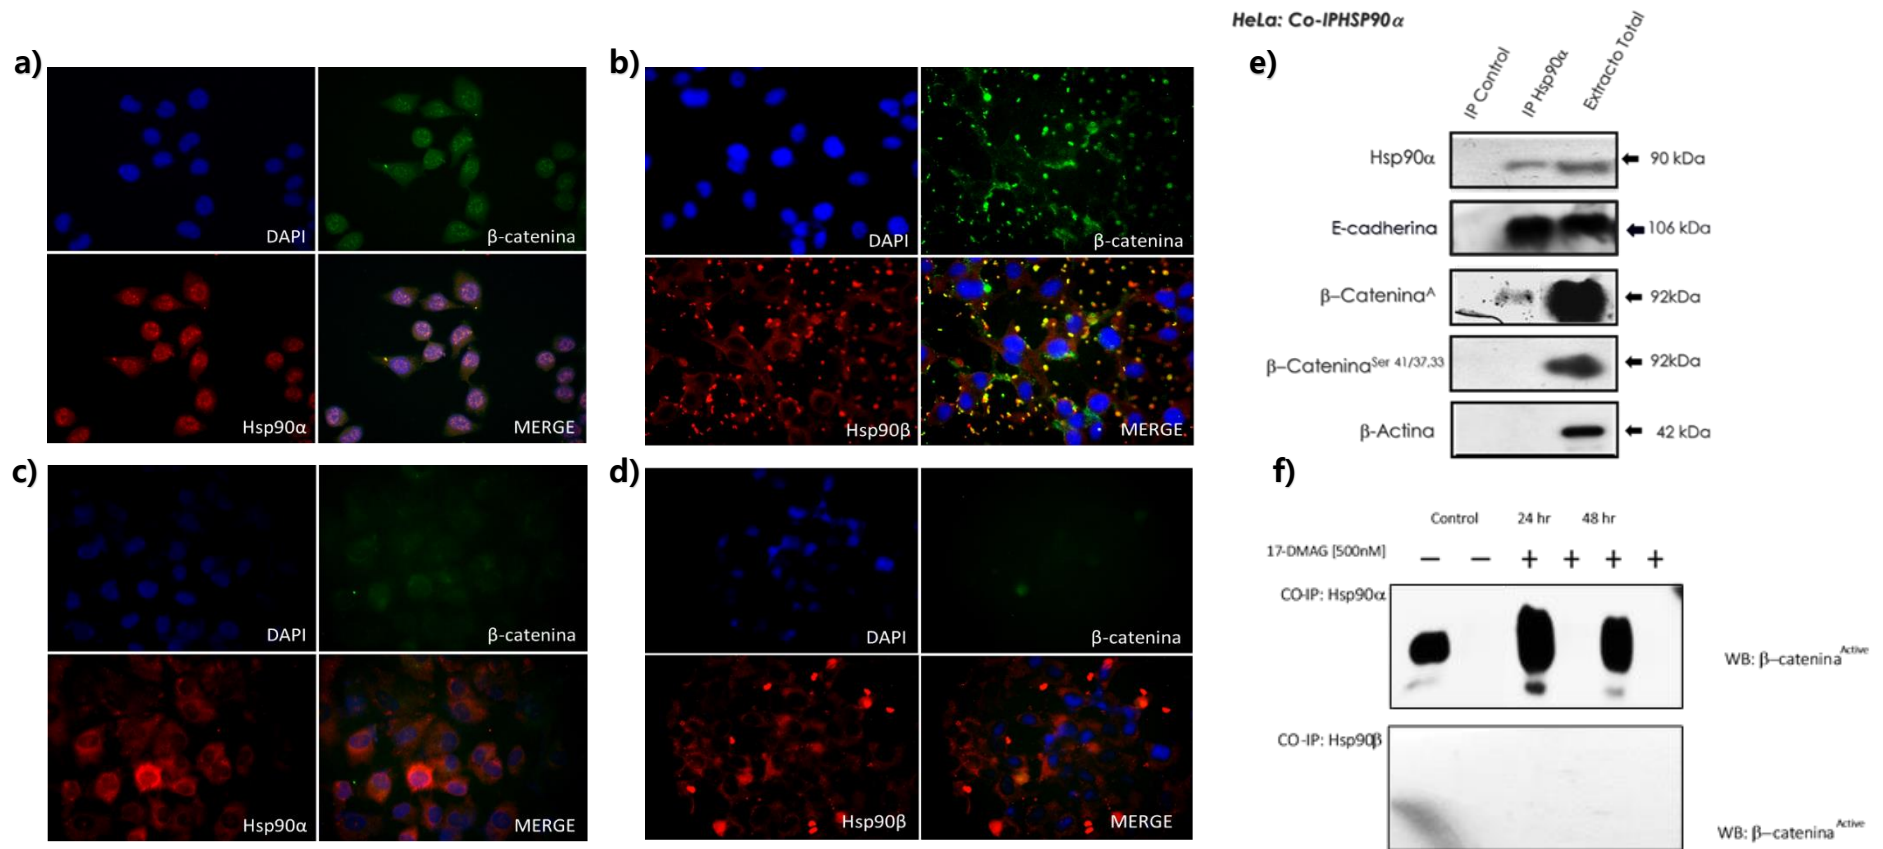 a)
DAPI
β-catenina
Hsp90α
MERGE
b)
DAPI
β-catenina
Hsp90β
MERGE
c)
DAPI
β-catenina
Hsp90α
MERGE
d)
DAPI
β-catenina
Hsp90β
MERGE
HeLa: Co-IPHSP90α
e)
IP Control
IP Hsp90α
Extracto Total
Hsp90α
90 kDa
E-cadherina
106 kDa
β–Catenina^A
92kDa
β–Catenina^Ser 41/37,33
92kDa
β-Actina
42 kDa
f)
Control 24 hr 48 hr
17-DMAG [500nM] — — + + + +
CO-IP: Hsp90α
WB: β–catenina^Active
CO-IP: Hsp90β
WB: β–catenina^Active